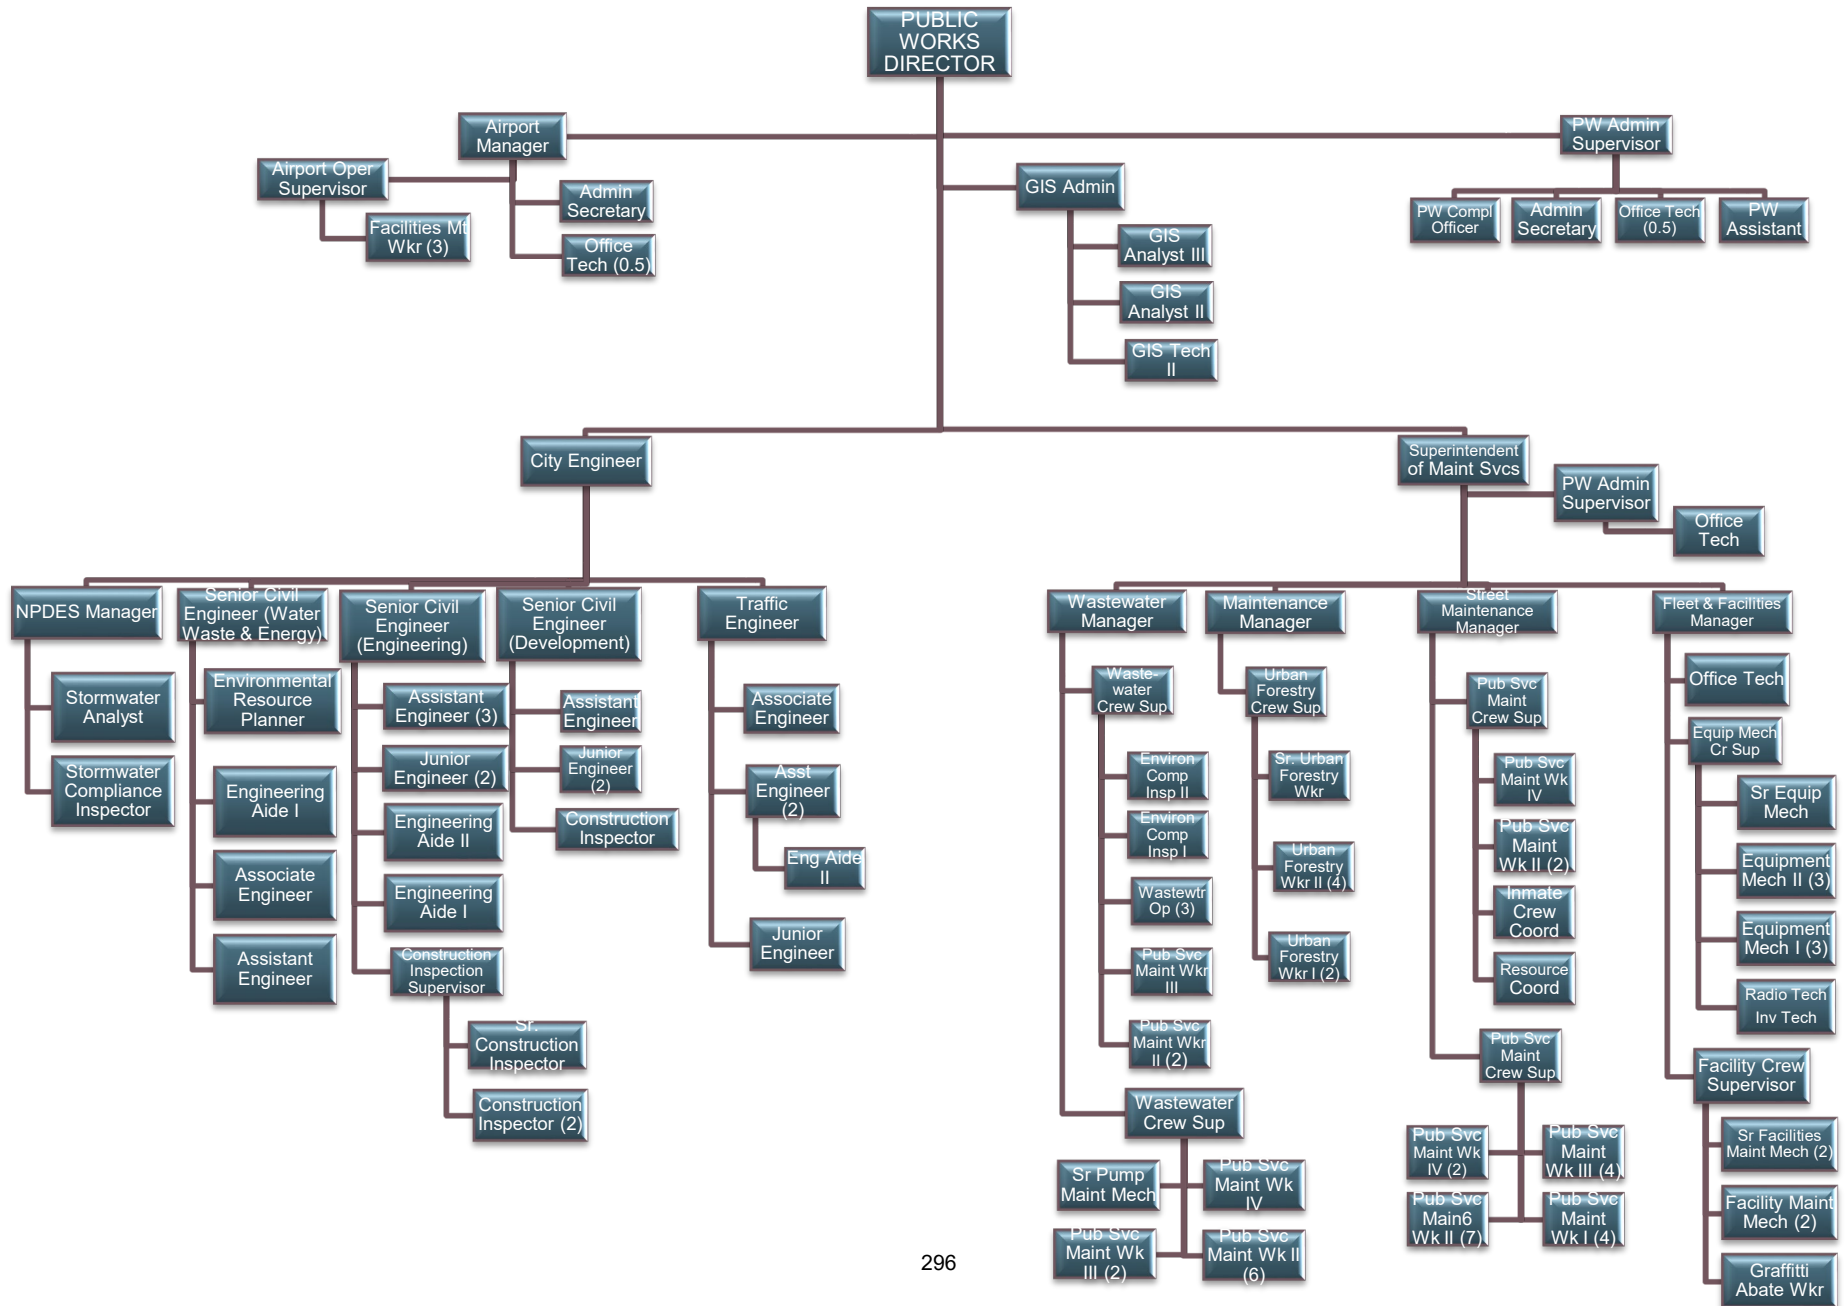 PUBLIC
WORKS
DIRECTOR
Airport
Manager
PW Admin
Supervisor
Airport Oper
Supervisor
Admin
Secretary
Facilities Mt
Wkr (3)
Office
Tech (0.5)
GIS Admin
GIS
Analyst III
GIS
Analyst II
GIS Tech
II
PW Compl
Officer
Admin
Secretary
Office Tech
(0.5)
PW
Assistant
City Engineer
Superintendent
of Maint Svcs
PW Admin
Supervisor
Office
Tech
NPDES Manager
Stormwater
Analyst
Stormwater
Compliance
Inspector
Senior Civil
Engineer (Water
Waste & Energy)
Environmental
Resource
Planner
Engineering
Aide I
Associate
Engineer
Assistant
Engineer
Senior Civil
Engineer
(Engineering)
Assistant
Engineer (3)
Junior
Engineer (2)
Engineering
Aide II
Engineering
Aide I
Construction
Inspection
Supervisor
Sr.
Construction
Inspector
Construction
Inspector (2)
Senior Civil
Engineer
(Development)
Assistant
Engineer
Junior
Engineer
(2)
Construction
Inspector
Traffic
Engineer
Associate
Engineer
Asst
Engineer
(2)
Eng Aide
II
Junior
Engineer
Wastewater
Manager
Waste-
water
Crew Sup
Environ
Comp
Insp II
Environ
Comp
Insp I
Wastewtr
Op (3)
Pub Svc
Maint Wkr
III
Pub Svc
Maint Wkr
II (2)
Wastewater
Crew Sup
Sr Pump
Maint Mech
Pub Svc
Maint Wk
IV
Pub Svc
Maint Wk
III (2)
Pub Svc
Maint Wk II
(6)
Maintenance
Manager
Urban
Forestry
Crew Sup
Sr. Urban
Forestry
Wkr
Urban
Forestry
Wkr II (4)
Urban
Forestry
Wkr I (2)
Street
Maintenance
Manager
Pub Svc
Maint
Crew Sup
Pub Svc
Maint Wk
IV
Pub Svc
Maint
Wk II (2)
Inmate
Crew
Coord
Resource
Coord
Pub Svc
Maint
Crew Sup
Pub Svc
Maint Wk
IV (2)
Pub Svc
Maint
Wk III (4)
Pub Svc
Main6
Wk II (7)
Pub Svc
Maint
Wk I (4)
Fleet & Facilities
Manager
Office Tech
Equip Mech
Cr Sup
Sr Equip
Mech
Equipment
Mech II (3)
Equipment
Mech I (3)
Radio Tech
Inv Tech
Facility Crew
Supervisor
Sr Facilities
Maint Mech (2)
Facility Maint
Mech (2)
Graffitti
Abate Wkr
296